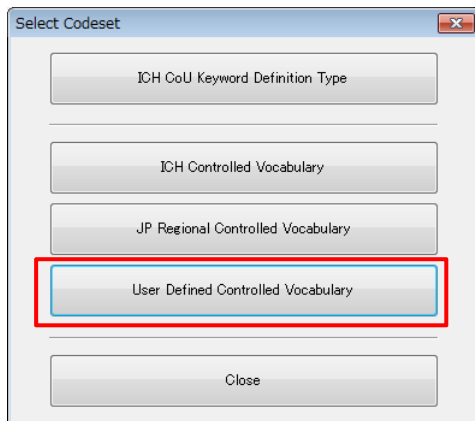 Select Codeset
ICH CoU Keyword Definition Type
ICH Controlled Vocabulary
JP Regional Controlled Vocabulary
User Defined Controlled Vocabulary
Close